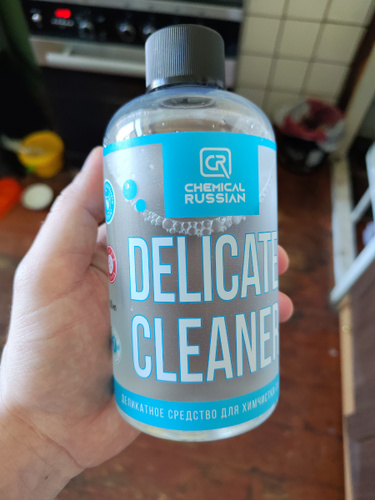 CR
CHEMICAL
RUSSIAN
DELICATE
CLEANER
ДЕЛИКАТНОЕ СРЕДСТВО ДЛЯ ХИМЧИСТКИ